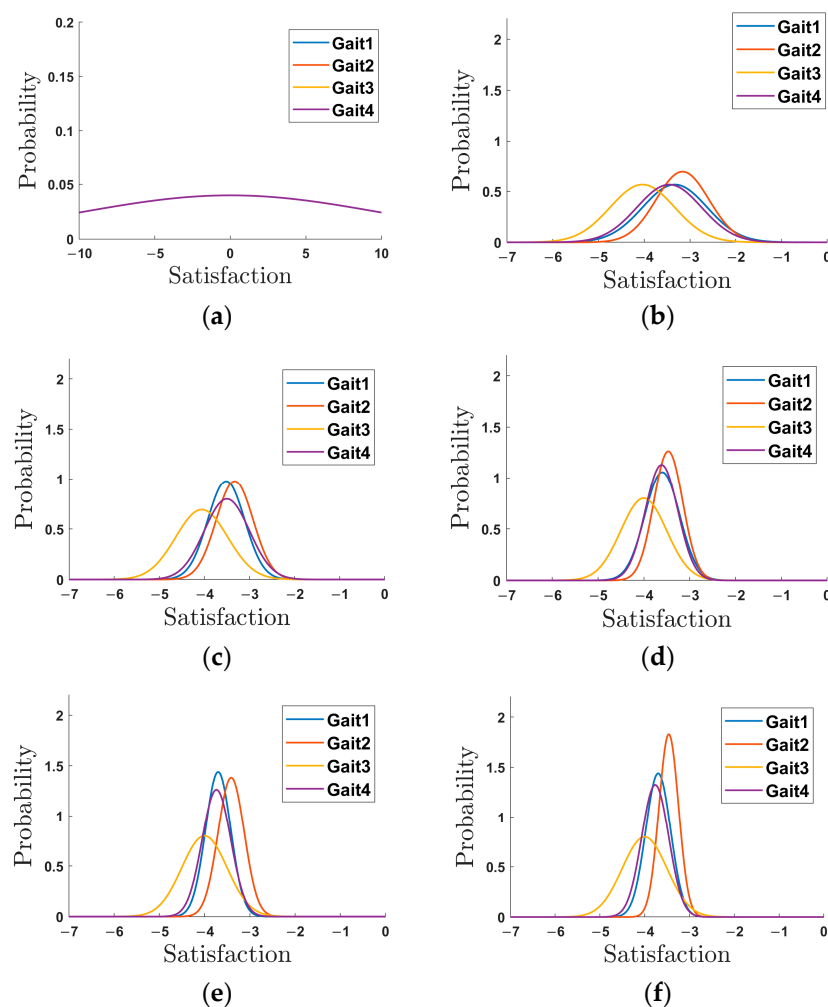 0.2
0.15
0.1
0.05
0
Probability
−10 −5 0 5 10
Satisfaction
Gait1
Gait2
Gait3
Gait4
(a)
2
1.5
1
0.5
0
Probability
−7 −6 −5 −4 −3 −2 −1 0
Satisfaction
Gait1
Gait2
Gait3
Gait4
(b)
2
1.5
1
0.5
0
Probability
−7 −6 −5 −4 −3 −2 −1 0
Satisfaction
Gait1
Gait2
Gait3
Gait4
(c)
2
1.5
1
0.5
0
Probability
−7 −6 −5 −4 −3 −2 −1 0
Satisfaction
Gait1
Gait2
Gait3
Gait4
(d)
2
1.5
1
0.5
0
Probability
−7 −6 −5 −4 −3 −2 −1 0
Satisfaction
Gait1
Gait2
Gait3
Gait4
(e)
2
1.5
1
0.5
0
Probability
−7 −6 −5 −4 −3 −2 −1 0
Satisfaction
Gait1
Gait2
Gait3
Gait4
(f)